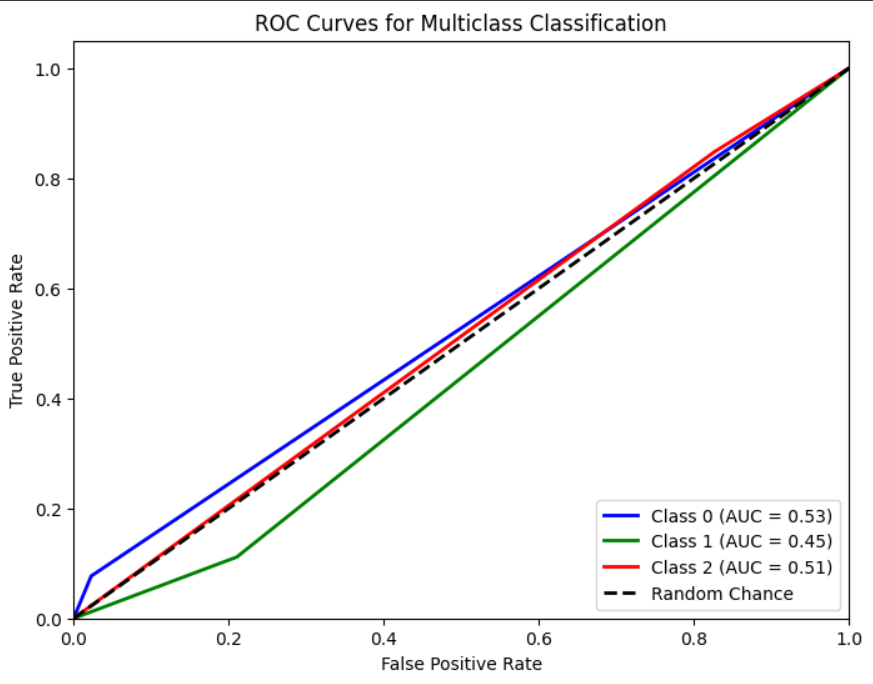 ROC Curves for Multiclass Classification
True Positive Rate
1.0
0.8
0.6
0.4
0.2
0.0
Class 0 (AUC = 0.53)
Class 1 (AUC = 0.45)
Class 2 (AUC = 0.51)
Random Chance
0.0 0.2 0.4 0.6 0.8 1.0
False Positive Rate